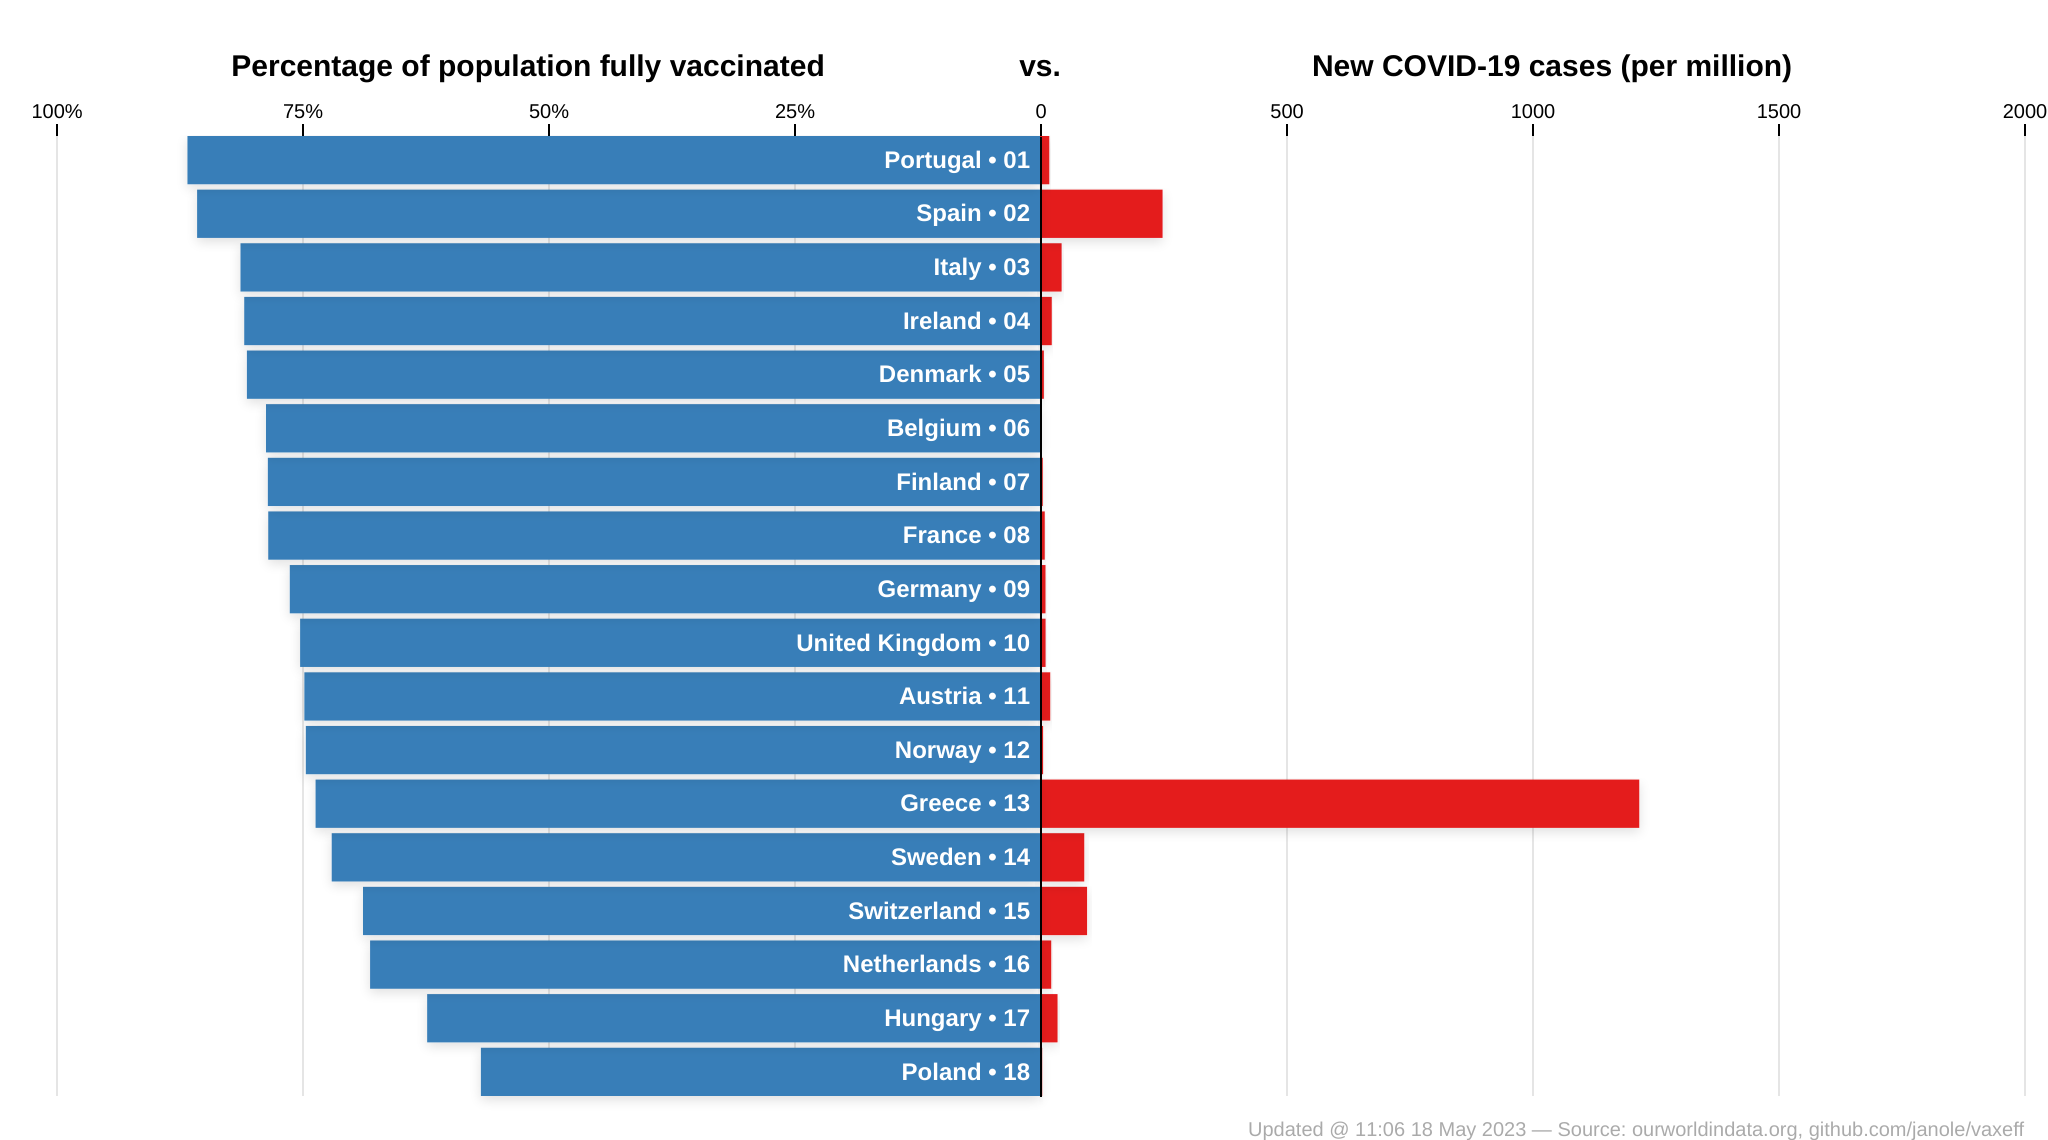 Percentage of population fully vaccinated vs. New COVID-19 cases (per million)
100% 75% 50% 25% 0 500 1000 1500 2000
Portugal • 01
Spain • 02
Italy • 03
Ireland • 04
Denmark • 05
Belgium • 06
Finland • 07
France • 08
Germany • 09
United Kingdom • 10
Austria • 11
Norway • 12
Greece • 13
Sweden • 14
Switzerland • 15
Netherlands • 16
Hungary • 17
Poland • 18
Updated @ 11:06 18 May 2023 — Source: ourworldindata.org, github.com/janole/vaxeff